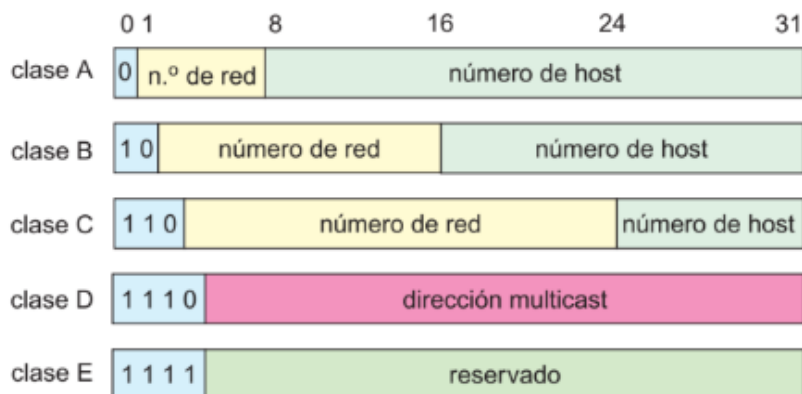 0 1 8 16 24 31
clase A 0 n.º de red número de host
clase B 1 0 número de red número de host
clase C 1 1 0 número de red número de host
clase D 1 1 1 0 dirección multicast
clase E 1 1 1 1 reservado